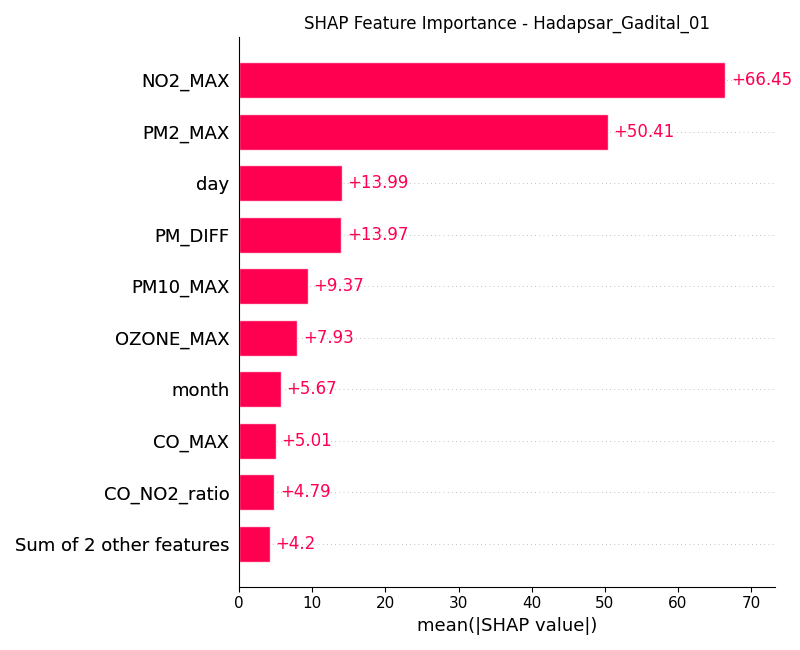 SHAP Feature Importance - Hadapsar_Gadital_01
NO2_MAX +66.45
PM2_MAX +50.41
day +13.99
PM_DIFF +13.97
PM10_MAX +9.37
OZONE_MAX +7.93
month +5.67
CO_MAX +5.01
CO_NO2_ratio +4.79
Sum of 2 other features +4.2
0 10 20 30 40 50 60 70
mean(|SHAP value|)